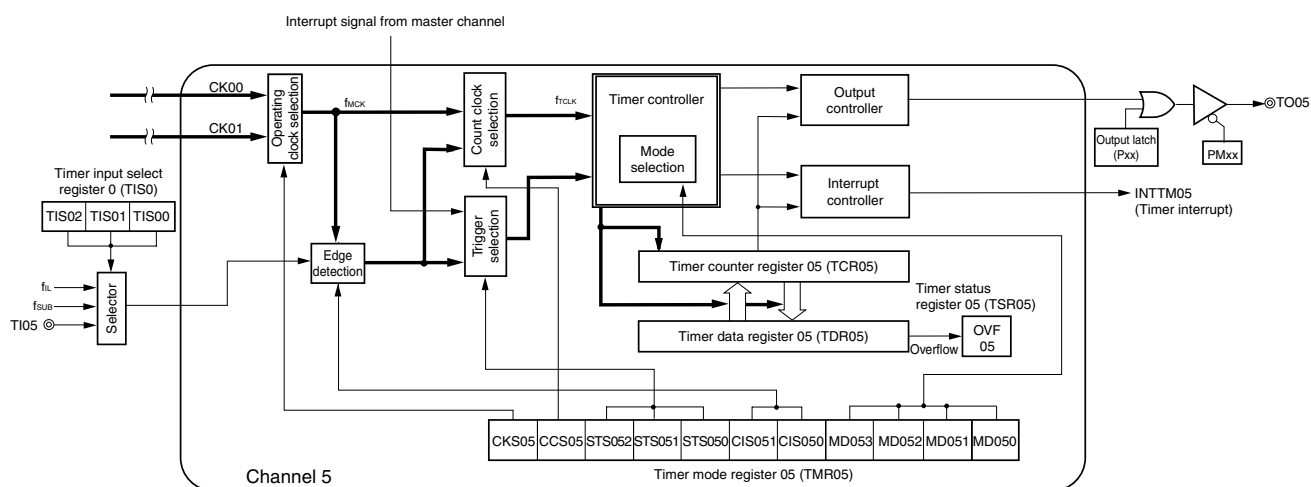 Interrupt signal from master channel
CK00
CK01
Operating
clock selection
fMCK
Count clock
selection
fTCLK
Timer controller
Mode
selection
Output
controller
TO05
Output latch
(Pxx)
PMxx
Interrupt
controller
INTTM05
(Timer interrupt)
Timer input select
register 0 (TIS0)
TIS02 TIS01 TIS00
Trigger
selection
Edge
detection
fIL
fSUB
TI05
Selector
Timer counter register 05 (TCR05)
Timer status
register 05 (TSR05)
Timer data register 05 (TDR05)
Overflow
OVF
05
CKS05 CCS05 STS052 STS051 STS050 CIS051 CIS050 MD053 MD052 MD051 MD050
Channel 5
Timer mode register 05 (TMR05)